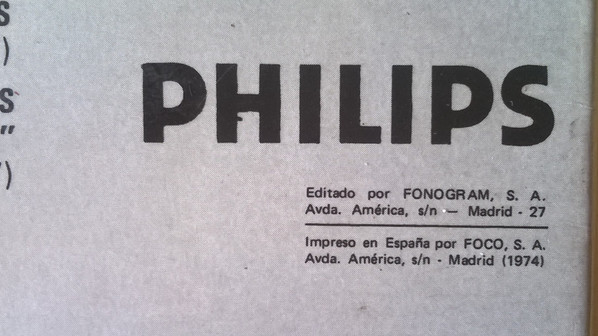 S
)
S
"
')
PHILIPS
Editado por FONOGRAM, S. A.
Avda. América, s/n — Madrid - 27
Impreso en España por FOCO, S. A.
Avda. América, s/n - Madrid (1974)